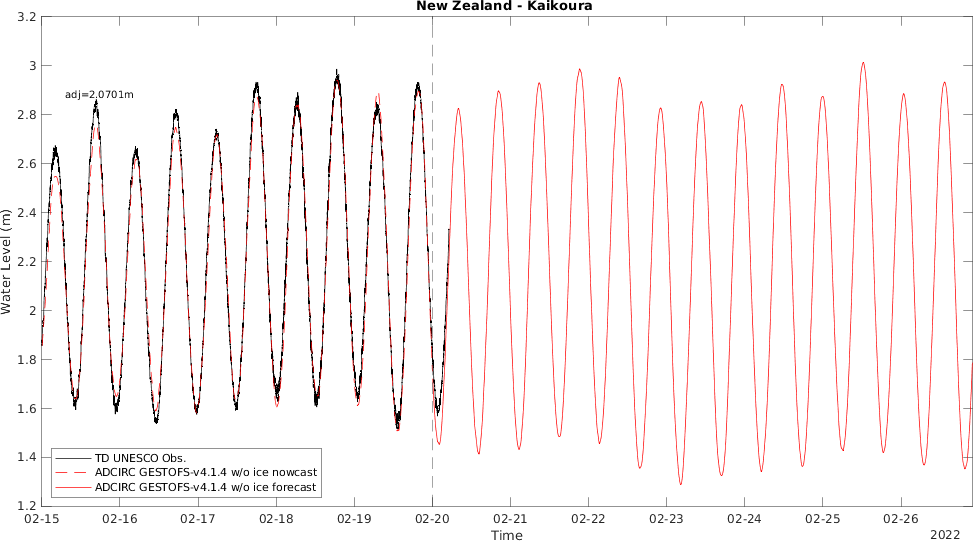 New Zealand - Kaikoura
3.2
3
2.8
2.6
2.4
2.2
2
1.8
1.6
1.4
1.2
Water Level (m)
adj=2.0701m
TD UNESCO Obs.
ADCIRC GESTOFS-v4.1.4 w/o ice nowcast
ADCIRC GESTOFS-v4.1.4 w/o ice forecast
02-15 02-16 02-17 02-18 02-19 02-20 02-21 02-22 02-23 02-24 02-25 02-26
Time
2022